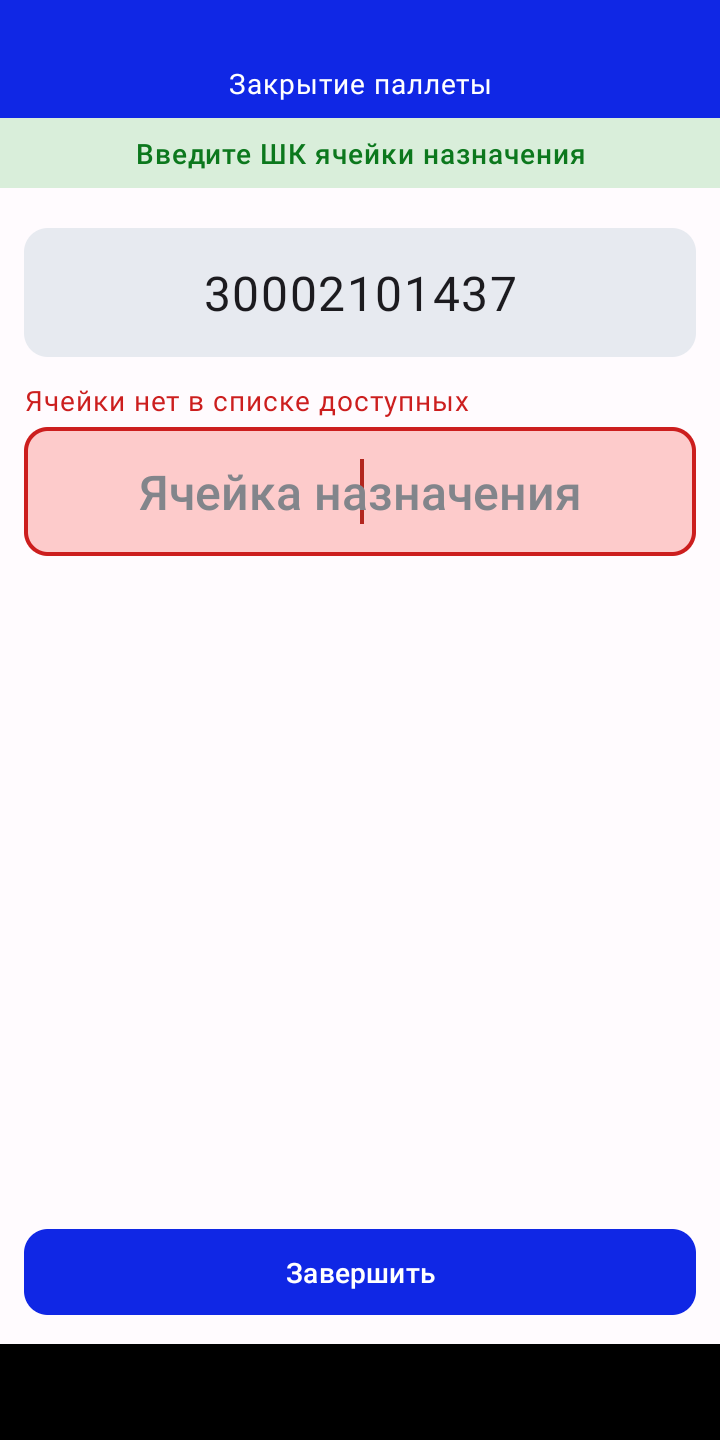 Закрытие паллеты
Введите ШК ячейки назначения
30002101437
Ячейки нет в списке доступных
Ячейка назначения
Завершить